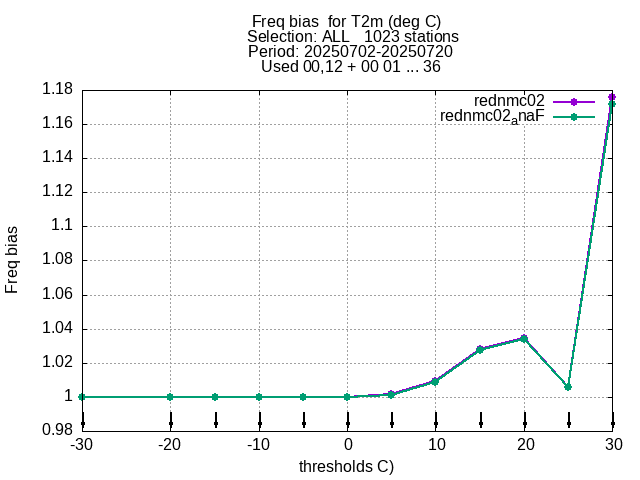 Freq bias  for T2m (deg C)
Selection: ALL   1023 stations
Period: 20250702-20250720
Used 00,12 + 00 01 ... 36
rednmc02
rednmc02_anaF
Freq bias
1.18
1.16
1.14
1.12
1.1
1.08
1.06
1.04
1.02
1
0.98
-30
-20
-10
0
10
20
30
thresholds C)